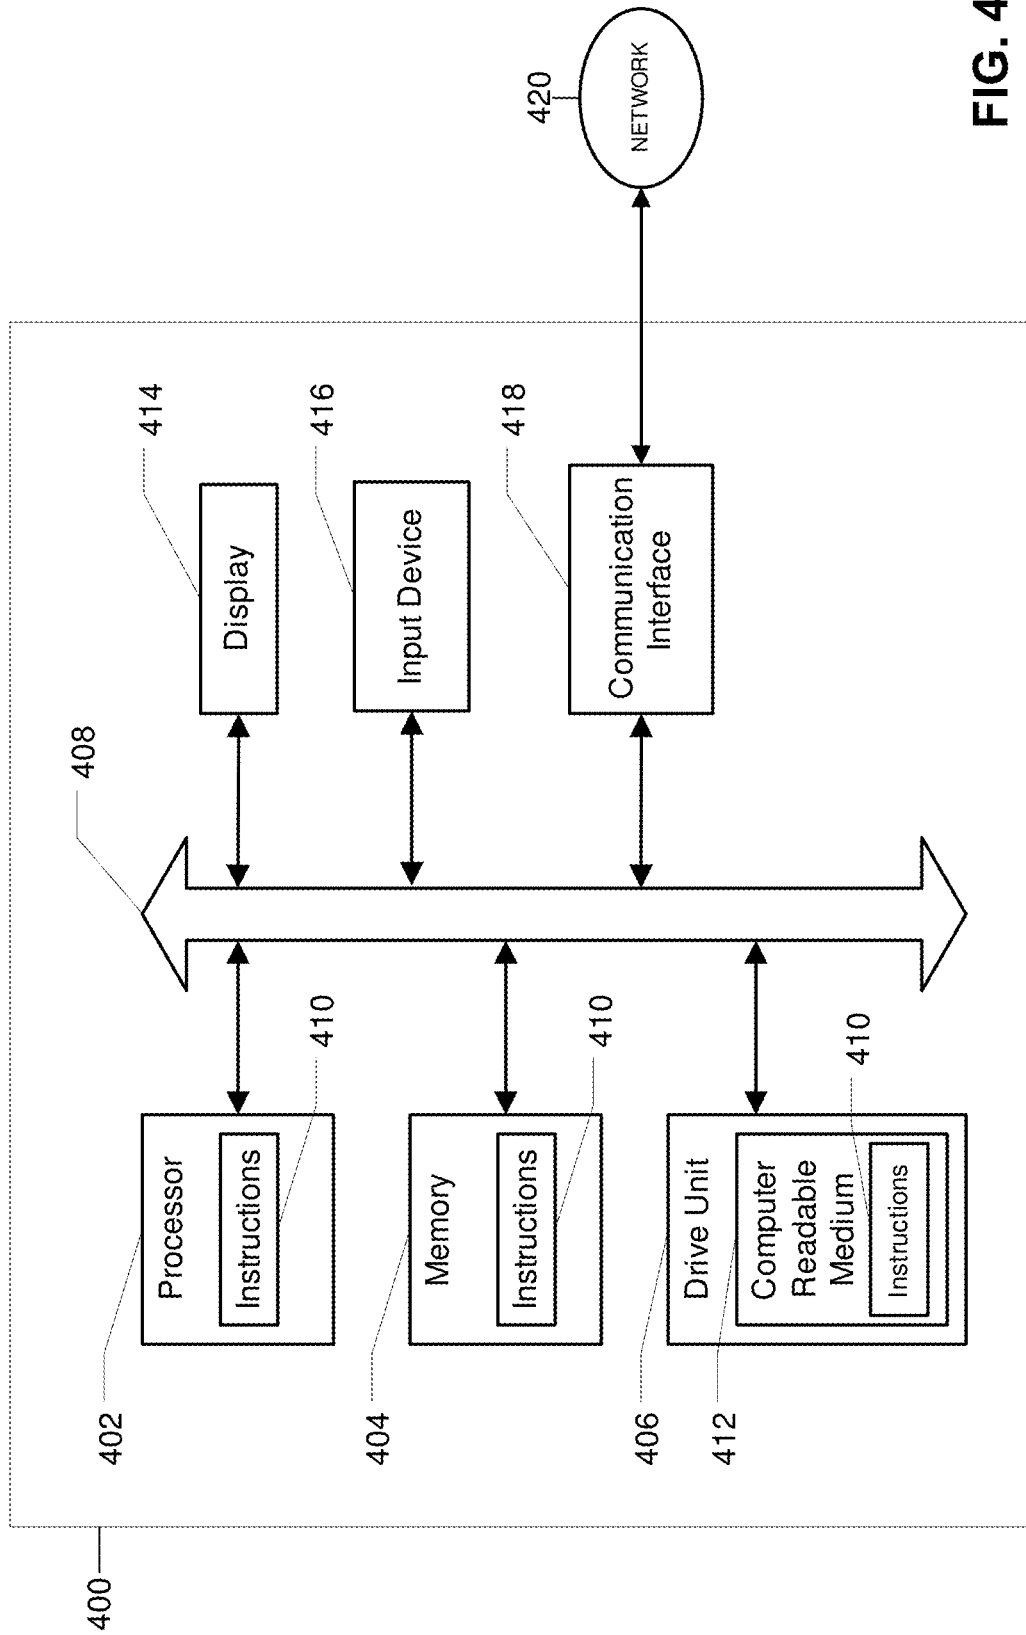 400
408
402
Processor
Instructions
410
Display
414
404
Memory
Instructions
410
Input Device
416
406
412
Drive Unit
Computer
Readable
Medium
Instructions
410
Communication
Interface
418
420
NETWORK
FIG. 4